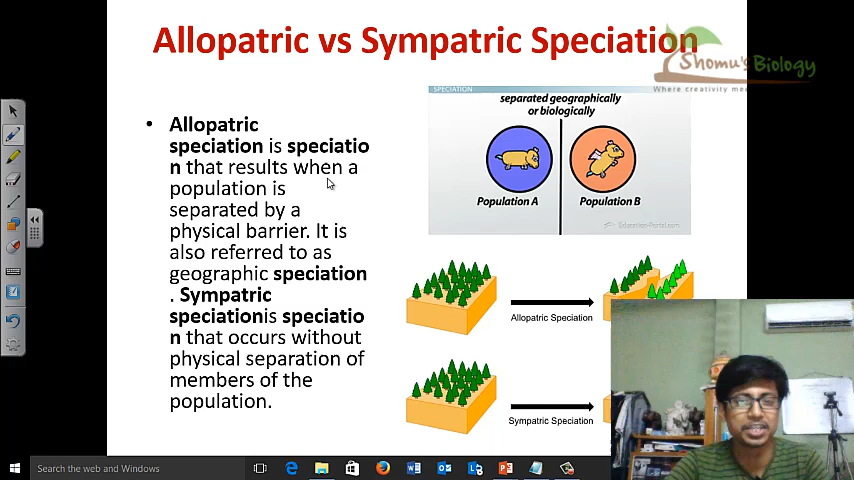 Allopatric vs Sympatric Speciation
Shomu's Biology
Where creativity me
• Allopatric
speciation is speciatio
n that results when a
population is
separated by a
physical barrier. It is
also referred to as
geographic speciation
. Sympatric
speciationis speciatio
n that occurs without
physical separation of
members of the
population.
SPECIATION
separated geographically
or biologically
Population A
Population B
Education-Portal.com
Allopatric Speciation
Sympatric Speciation
Search the web and Windows